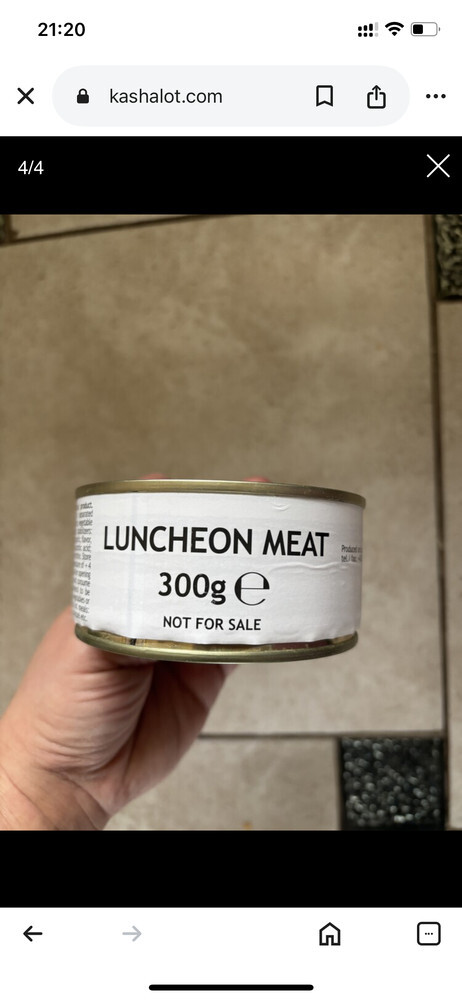 21:20
kashalot.com
4/4
LUNCHEON MEAT
300g ℮
NOT FOR SALE